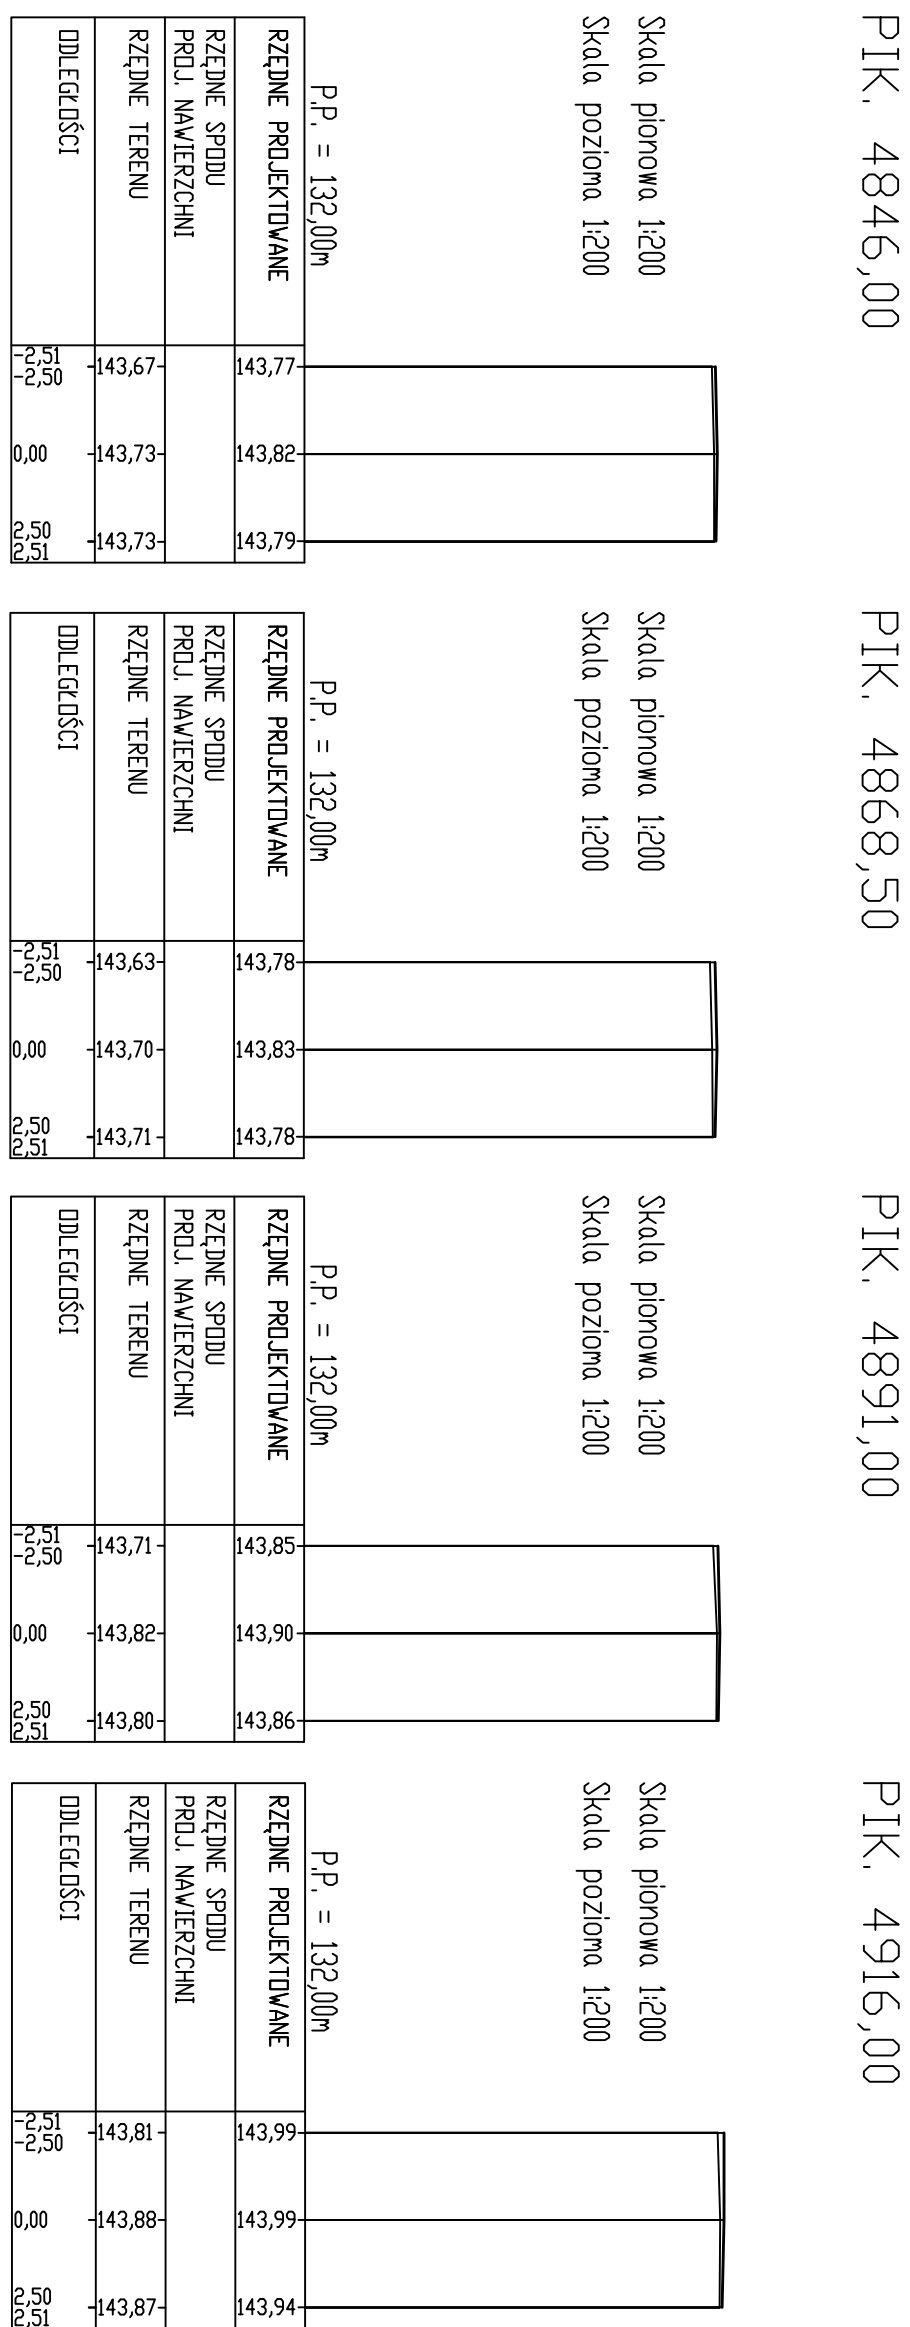 PIK. 4846,00
Skala pionowa 1:200
Skala pozioma 1:200
P.P. = 132,00m
RZĘDNE PROJEKTOWANE
143,77 143,82 143,79
RZĘDNE SPODU
PROJ. NAWIERZCHNI
RZĘDNE TERENU
143,67 143,73 143,73
ODLEGŁOŚCI
-2,51 -2,50 0,00 2,50 2,51
PIK. 4868,50
Skala pionowa 1:200
Skala pozioma 1:200
P.P. = 132,00m
RZĘDNE PROJEKTOWANE
143,78 143,83 143,78
RZĘDNE SPODU
PROJ. NAWIERZCHNI
RZĘDNE TERENU
143,63 143,70 143,71
ODLEGŁOŚCI
-2,51 -2,50 0,00 2,50 2,51
PIK. 4891,00
Skala pionowa 1:200
Skala pozioma 1:200
P.P. = 132,00m
RZĘDNE PROJEKTOWANE
143,85 143,90 143,86
RZĘDNE SPODU
PROJ. NAWIERZCHNI
RZĘDNE TERENU
143,71 143,82 143,80
ODLEGŁOŚCI
-2,51 -2,50 0,00 2,50 2,51
PIK. 4916,00
Skala pionowa 1:200
Skala pozioma 1:200
P.P. = 132,00m
RZĘDNE PROJEKTOWANE
143,99 143,99 143,94
RZĘDNE SPODU
PROJ. NAWIERZCHNI
RZĘDNE TERENU
143,81 143,88 143,87
ODLEGŁOŚCI
-2,51 -2,50 0,00 2,50 2,51